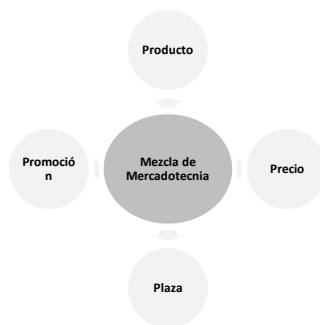 Producto
Promoció
n
Mezcla de
Mercadotecnia
Precio
Plaza